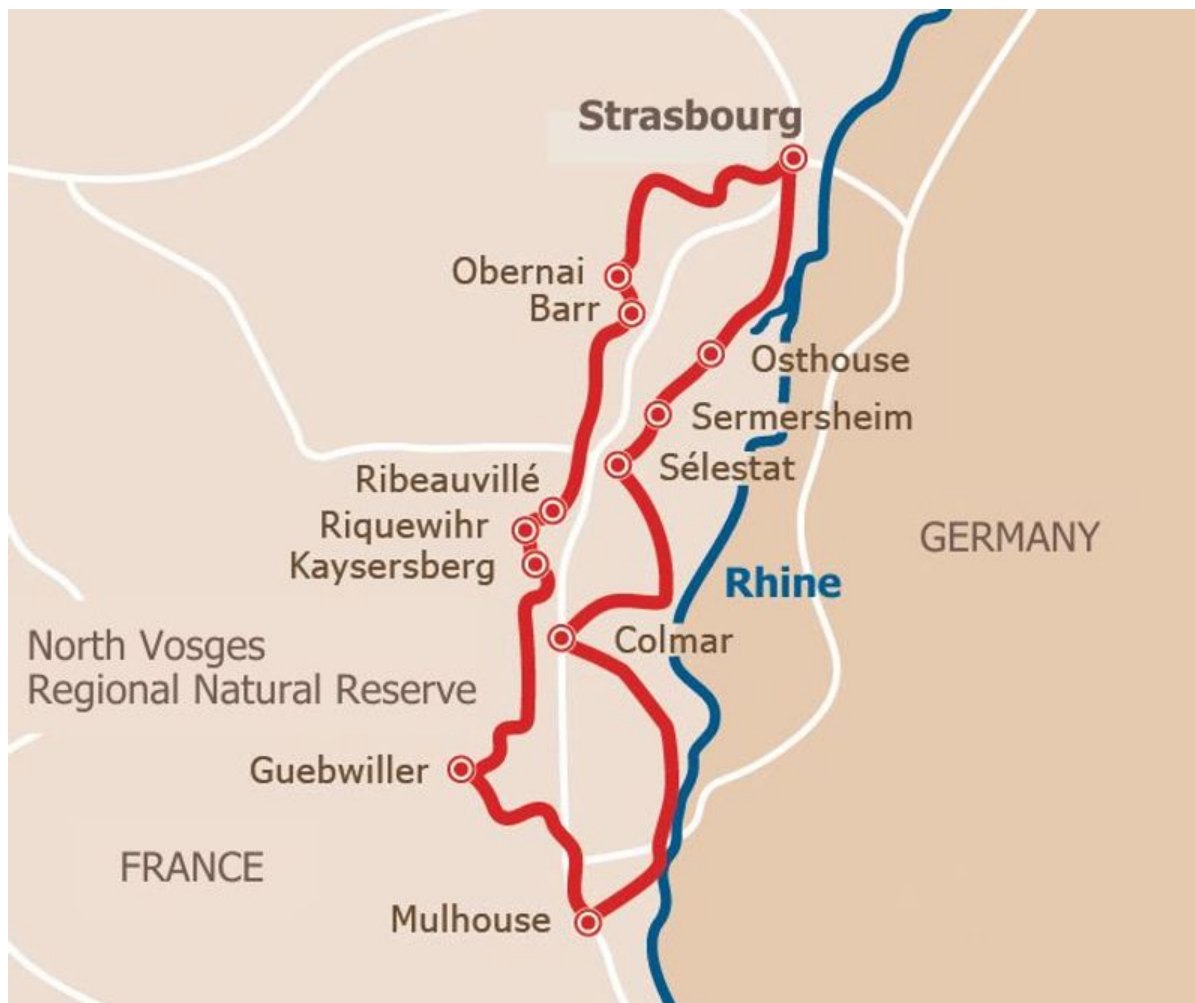 Strasbourg
Obernai
Barr
Osthouse
Sermersheim
Sélestat
Ribeauvillé
Riquewihr
Kaysersberg
GERMANY
Rhine
Colmar
North Vosges
Regional Natural Reserve
Guebwiller
FRANCE
Mulhouse